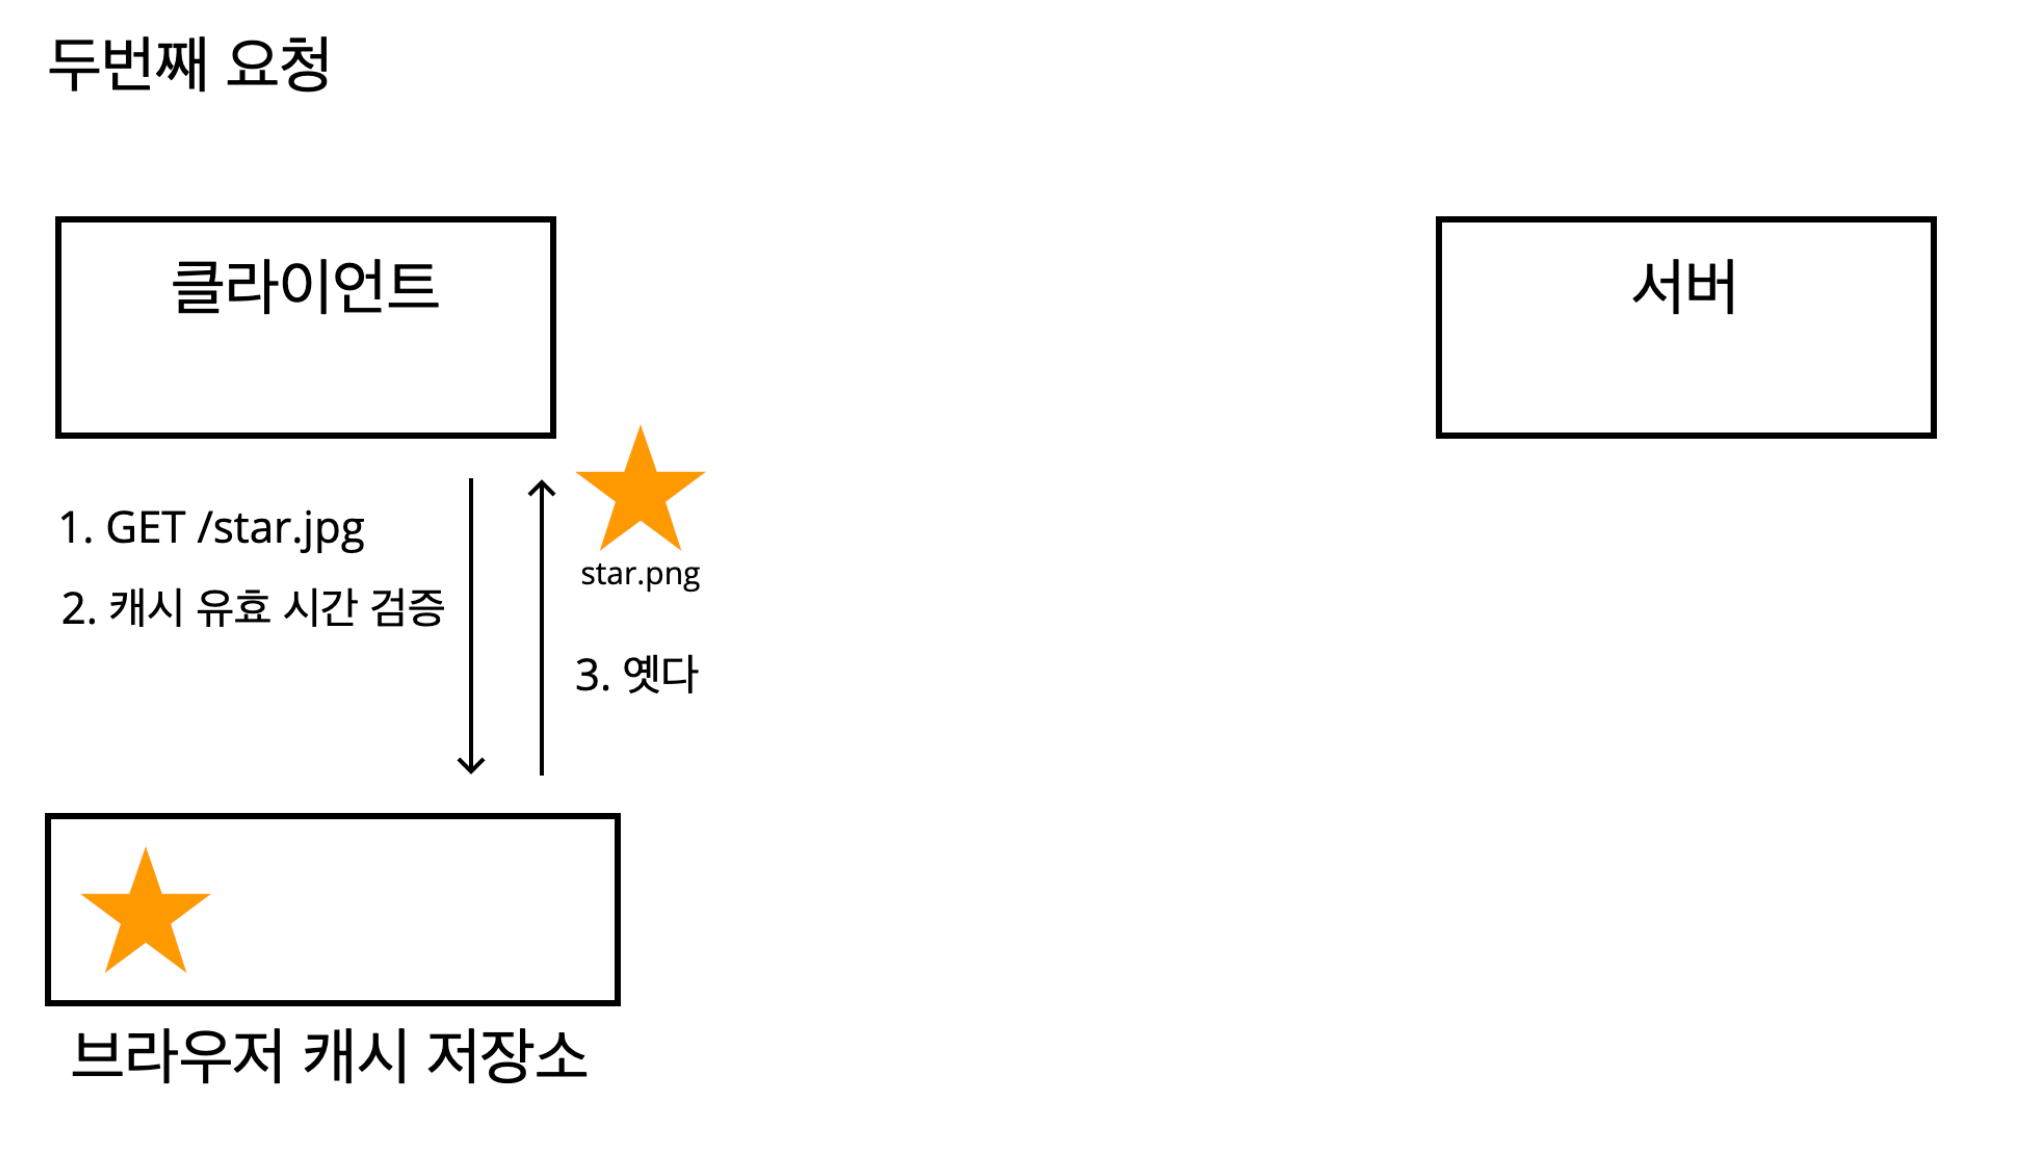 두번째 요청
클라이언트
서버
1. GET /star.jpg
2. 캐시 유효 시간 검증
star.png
3. 옛다
브라우저 캐시 저장소